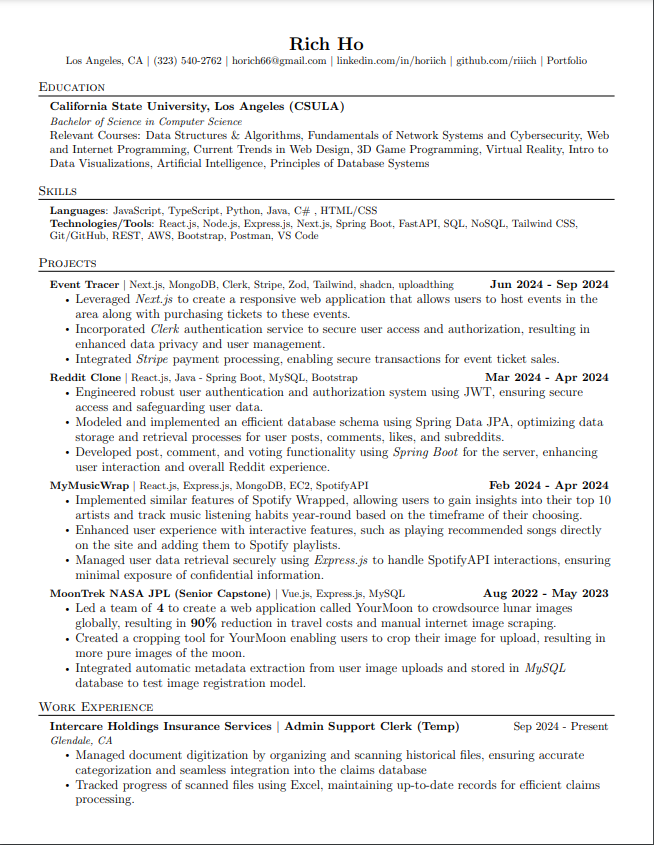 Rich Ho
Los Angeles, CA | (323) 540-2762 | horich66@gmail.com | linkedin.com/in/horiich | github.com/riiich | Portfolio
Education
California State University, Los Angeles (CSULA)
Bachelor of Science in Computer Science
Relevant Courses: Data Structures & Algorithms, Fundamentals of Network Systems and Cybersecurity, Web
and Internet Programming, Current Trends in Web Design, 3D Game Programming, Virtual Reality, Intro to
Data Visualizations, Artificial Intelligence, Principles of Database Systems
Skills
Languages: JavaScript, TypeScript, Python, Java, C# , HTML/CSS
Technologies/Tools: React.js, Node.js, Express.js, Next.js, Spring Boot, FastAPI, SQL, NoSQL, Tailwind CSS,
Git/GitHub, REST, AWS, Bootstrap, Postman, VS Code
Projects
Event Tracer | Next.js, MongoDB, Clerk, Stripe, Zod, Tailwind, shadcn, uploadthing Jun 2024 - Sep 2024
• Leveraged Next.js to create a responsive web application that allows users to host events in the
area along with purchasing tickets to these events.
• Incorporated Clerk authentication service to secure user access and authorization, resulting in
enhanced data privacy and user management.
• Integrated Stripe payment processing, enabling secure transactions for event ticket sales.
Reddit Clone | React.js, Java - Spring Boot, MySQL, Bootstrap Mar 2024 - Apr 2024
• Engineered robust user authentication and authorization system using JWT, ensuring secure
access and safeguarding user data.
• Modeled and implemented an efficient database schema using Spring Data JPA, optimizing data
storage and retrieval processes for user posts, comments, likes, and subreddits.
• Developed post, comment, and voting functionality using Spring Boot for the server, enhancing
user interaction and overall Reddit experience.
MyMusicWrap | React.js, Express.js, MongoDB, EC2, SpotifyAPI Feb 2024 - Apr 2024
• Implemented similar features of Spotify Wrapped, allowing users to gain insights into their top 10
artists and track music listening habits year-round based on the timeframe of their choosing.
• Enhanced user experience with interactive features, such as playing recommended songs directly
on the site and adding them to Spotify playlists.
• Managed user data retrieval securely using Express.js to handle SpotifyAPI interactions, ensuring
minimal exposure of confidential information.
MoonTrek NASA JPL (Senior Capstone) | Vue.js, Express.js, MySQL Aug 2022 - May 2023
• Led a team of 4 to create a web application called YourMoon to crowdsource lunar images
globally, resulting in 90% reduction in travel costs and manual internet image scraping.
• Created a cropping tool for YourMoon enabling users to crop their image for upload, resulting in
more pure images of the moon.
• Integrated automatic metadata extraction from user image uploads and stored in MySQL
database to test image registration model.
Work Experience
Intercare Holdings Insurance Services | Admin Support Clerk (Temp) Sep 2024 - Present
Glendale, CA
• Managed document digitization by organizing and scanning historical files, ensuring accurate
categorization and seamless integration into the claims database
• Tracked progress of scanned files using Excel, maintaining up-to-date records for efficient claims
processing.